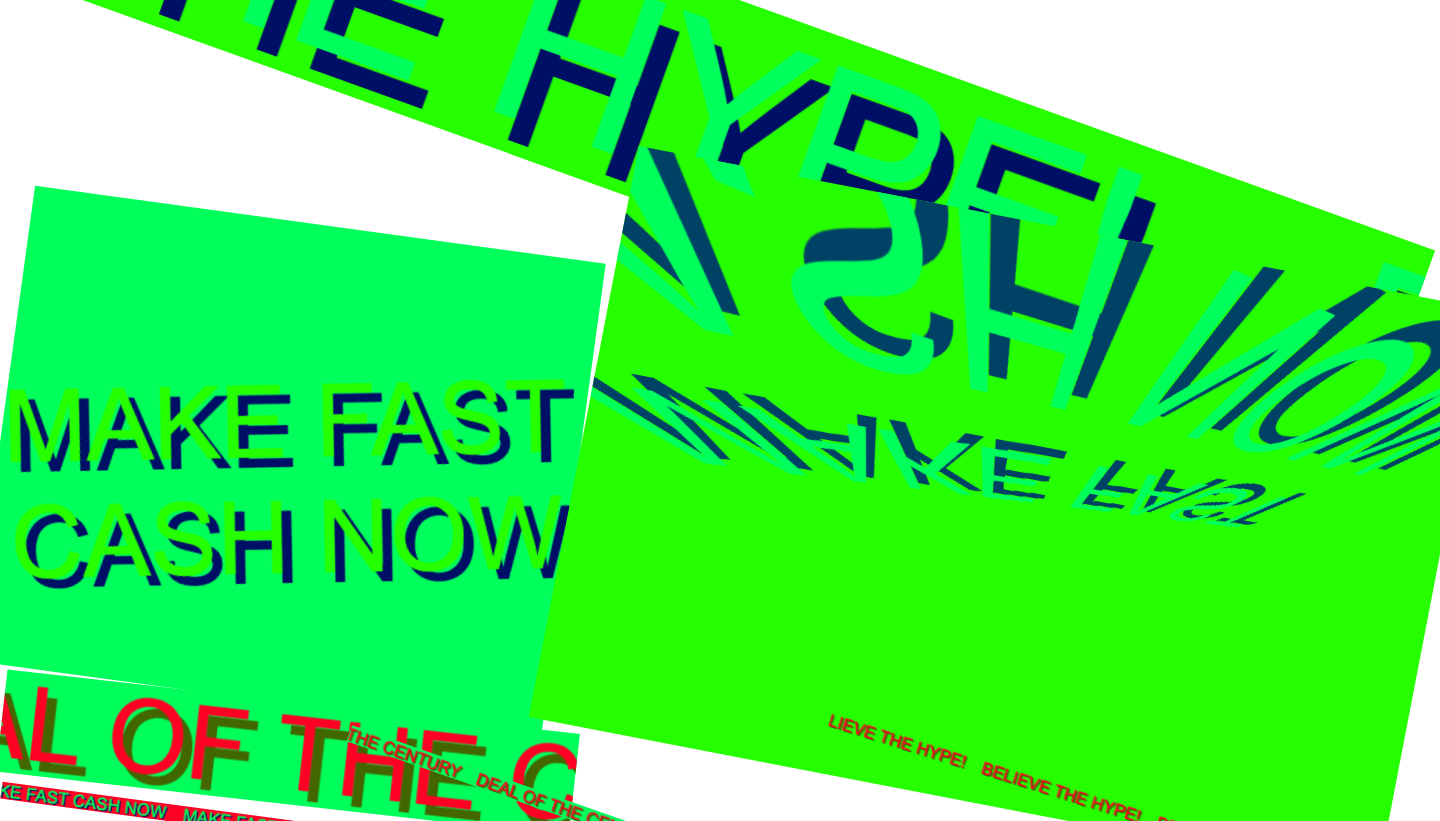 HE HYPE!
MAKE FAST
CASH NOW
CASH NOW
MAKE FAST
AL OF THE C
THE CENTURY DEAL OF THE CE
LIEVE THE HYPE! BELIEVE THE HYPE!
KE FAST CASH NOW MAKE FA